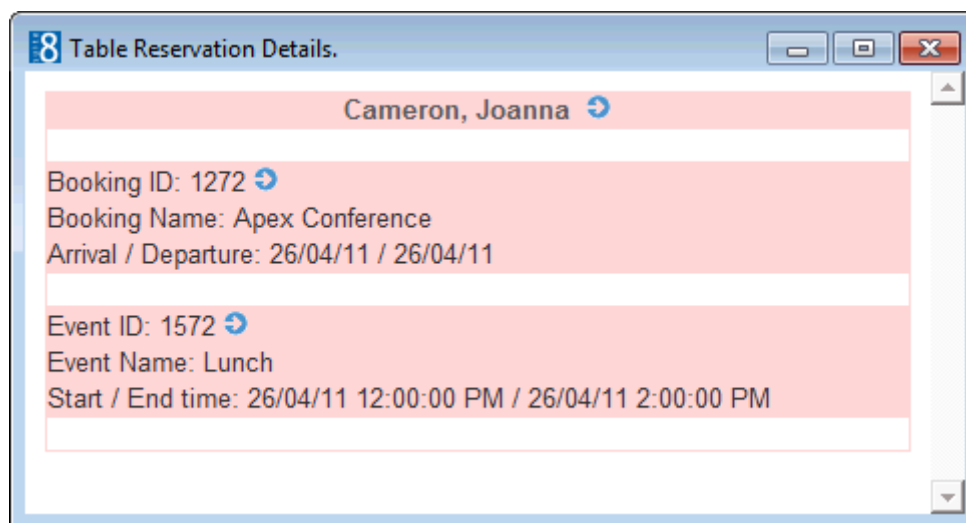 8 Table Reservation Details.
Cameron, Joanna
Booking ID: 1272
Booking Name: Apex Conference
Arrival / Departure: 26/04/11 / 26/04/11
Event ID: 1572
Event Name: Lunch
Start / End time: 26/04/11 12:00:00 PM / 26/04/11 2:00:00 PM